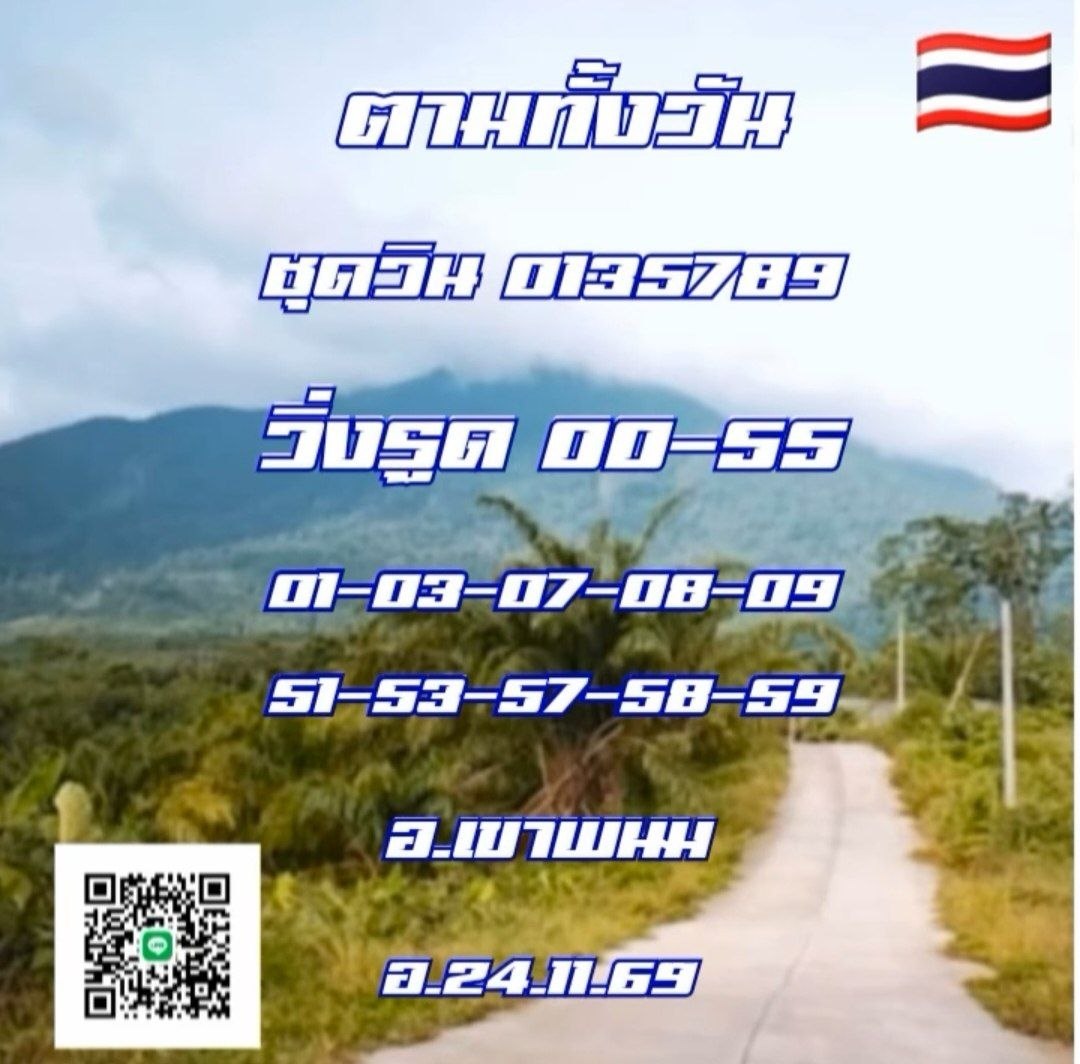 ตามทั้งวัน
ชุดวิน 0135789
วิ่งรูด 00-55
01-03-07-08-09
51-53-57-58-59
อ.เขาพนม
อ.24.11.69